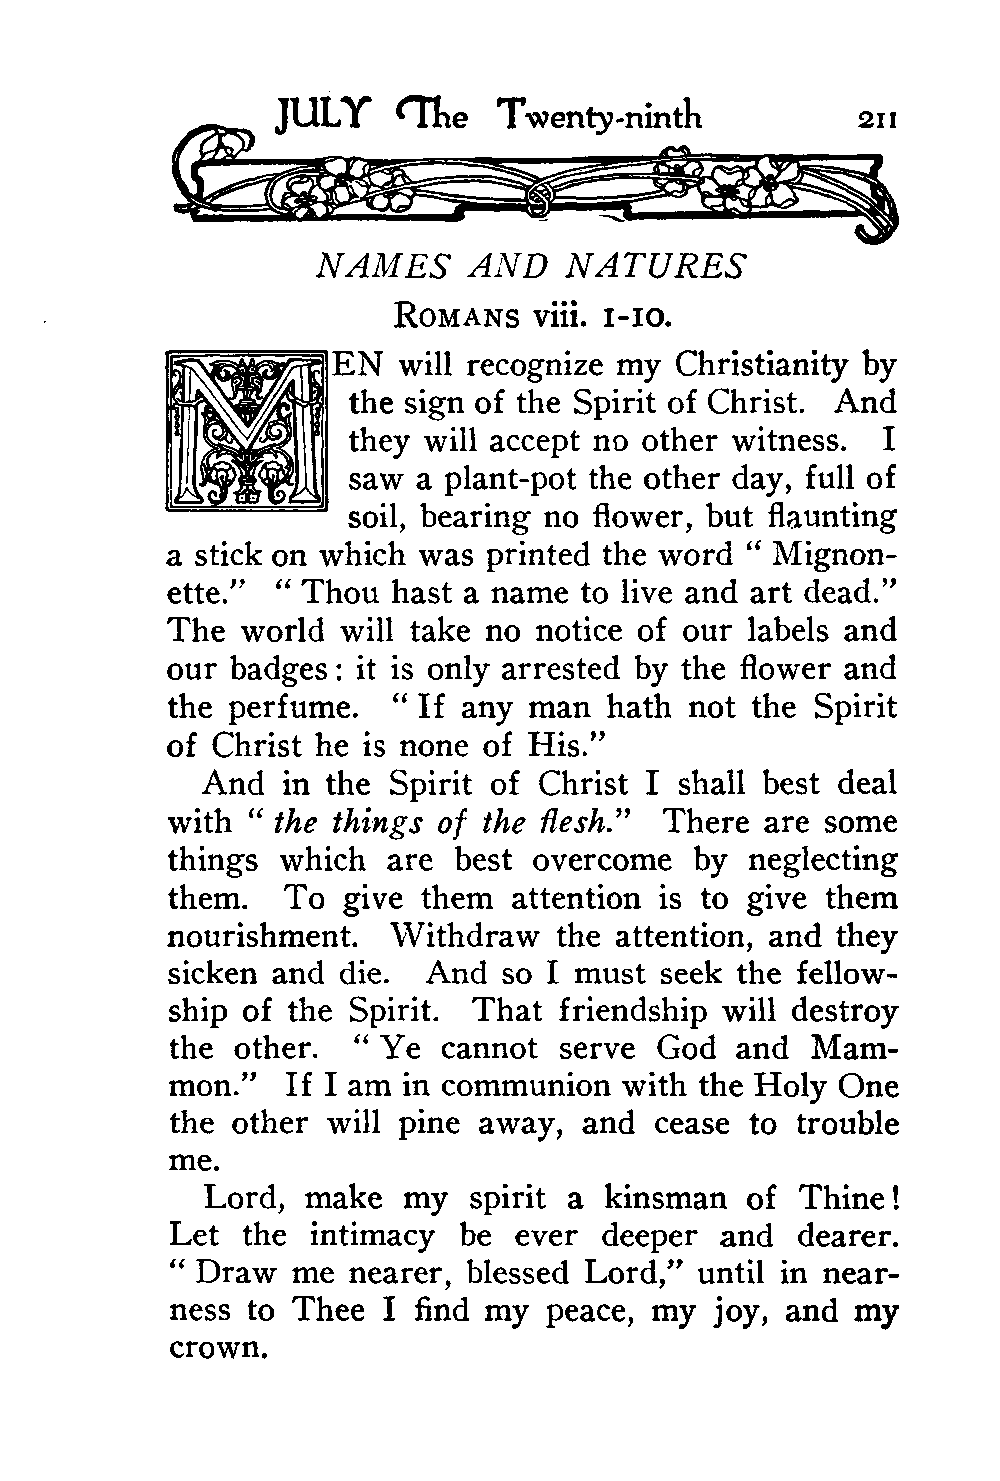 JULY The Twenty-ninth 211
NAMES AND NATURES
ROMANS viii. 1-10.
MEN will recognize my Christianity by
the sign of the Spirit of Christ. And
they will accept no other witness. I
saw a plant-pot the other day, full of
soil, bearing no flower, but flaunting
a stick on which was printed the word “ Mignon-
ette.” “ Thou hast a name to live and art dead.”
The world will take no notice of our labels and
our badges : it is only arrested by the flower and
the perfume. “ If any man hath not the Spirit
of Christ he is none of His.”
And in the Spirit of Christ I shall best deal
with “ the things of the flesh.” There are some
things which are best overcome by neglecting
them. To give them attention is to give them
nourishment. Withdraw the attention, and they
sicken and die. And so I must seek the fellow-
ship of the Spirit. That friendship will destroy
the other. “ Ye cannot serve God and Mam-
mon.” If I am in communion with the Holy One
the other will pine away, and cease to trouble
me.
Lord, make my spirit a kinsman of Thine!
Let the intimacy be ever deeper and dearer.
“ Draw me nearer, blessed Lord,” until in near-
ness to Thee I find my peace, my joy, and my
crown.